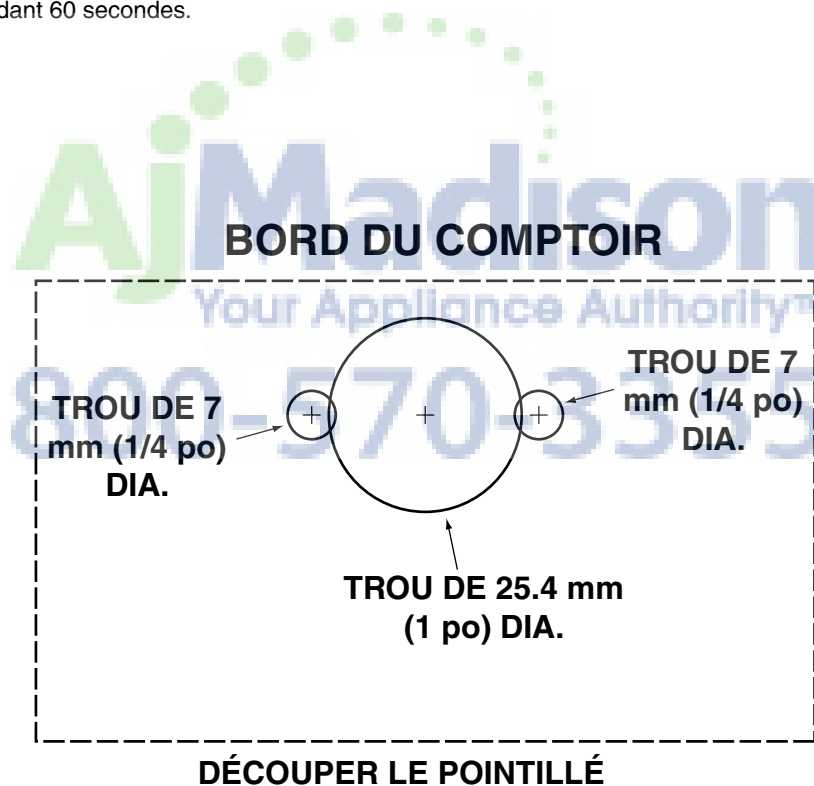 dant 60 secondes.
AjMadison
BORD DU COMPTOIR
Your Appliance Authority™
800-570-3355
TROU DE 7
mm (1/4 po)
DIA.
TROU DE 7
mm (1/4 po)
DIA.
TROU DE 25.4 mm
(1 po) DIA.
DÉCOUPER LE POINTILLÉ